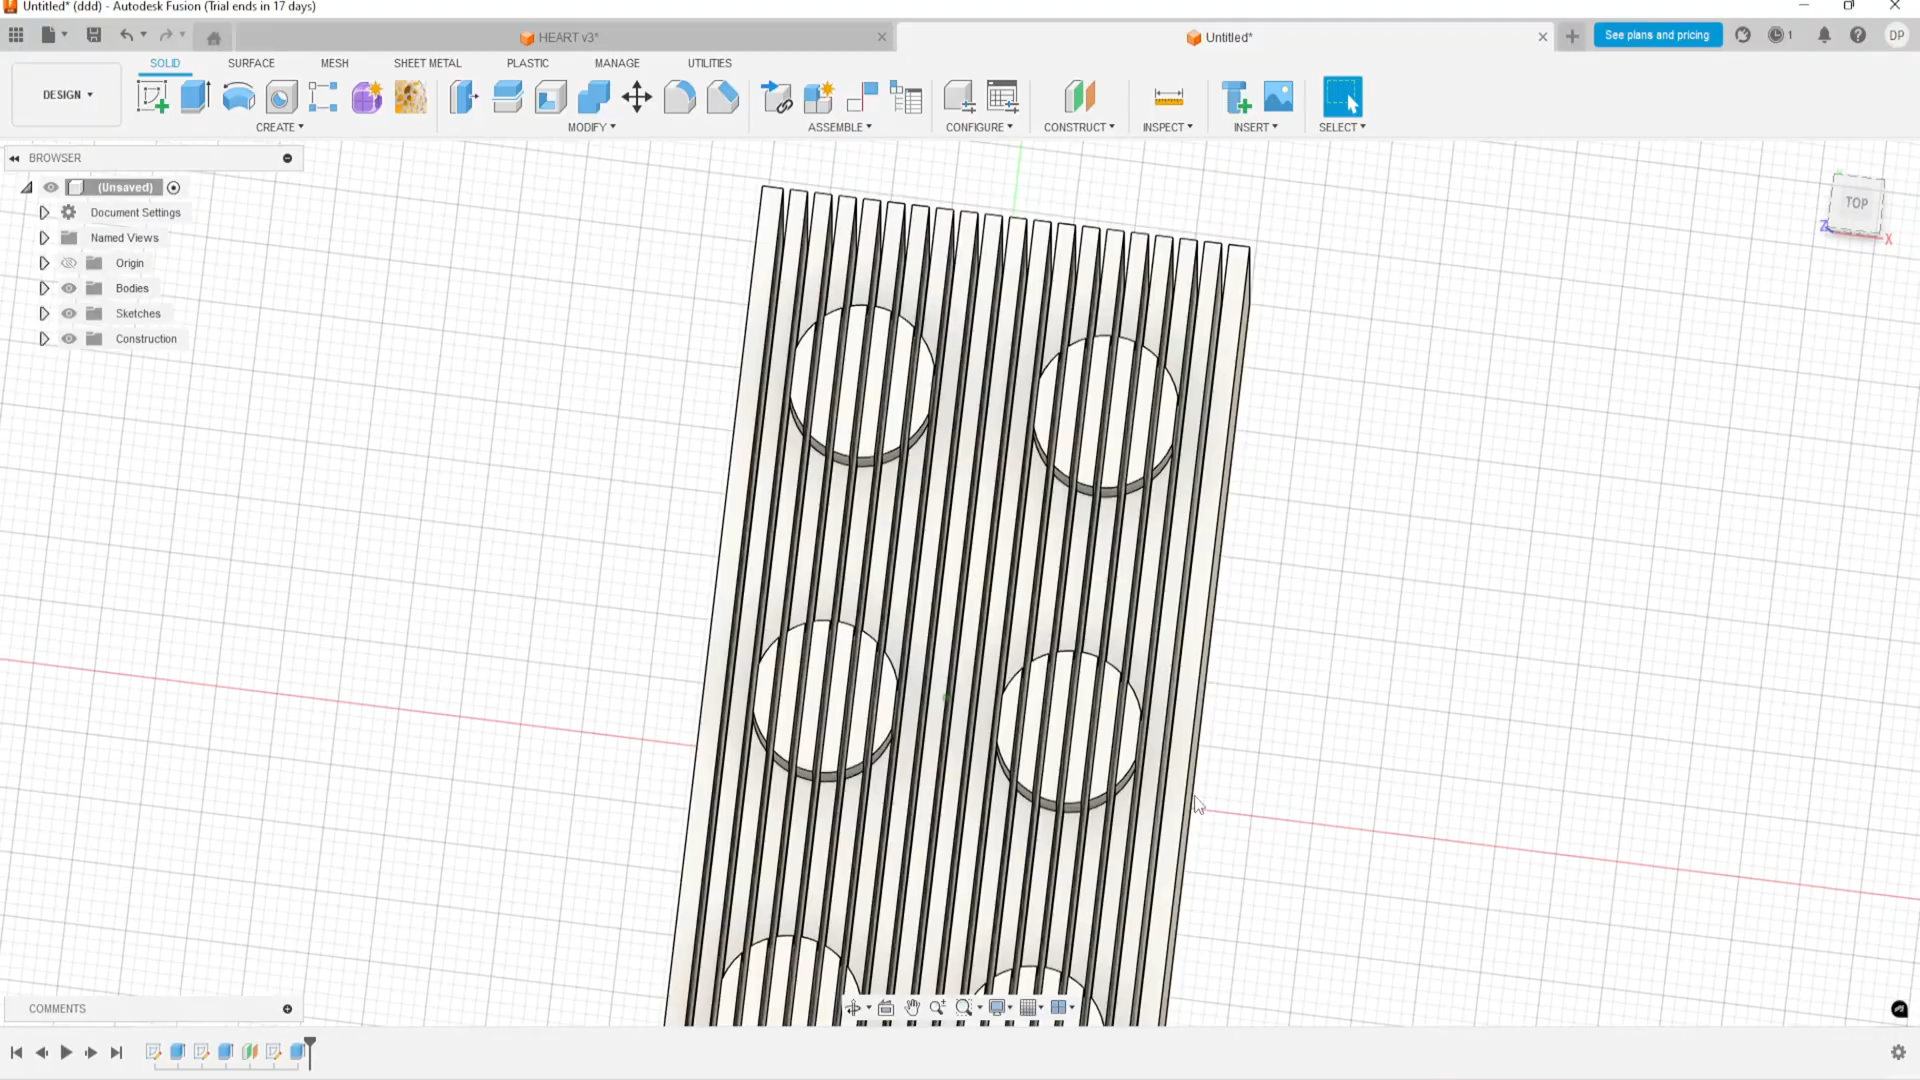 Untitled* (ddd) - Autodesk Fusion (Trial ends in 17 days)
HEART v3*
Untitled*
See plans and pricing
1
DP
DESIGN
SOLID
SURFACE
MESH
SHEET METAL
PLASTIC
MANAGE
UTILITIES
CREATE
MODIFY
ASSEMBLE
CONFIGURE
CONSTRUCT
INSPECT
INSERT
SELECT
BROWSER
(Unsaved)
Document Settings
Named Views
Origin
Bodies
Sketches
Construction
TOP
Z
X
COMMENTS